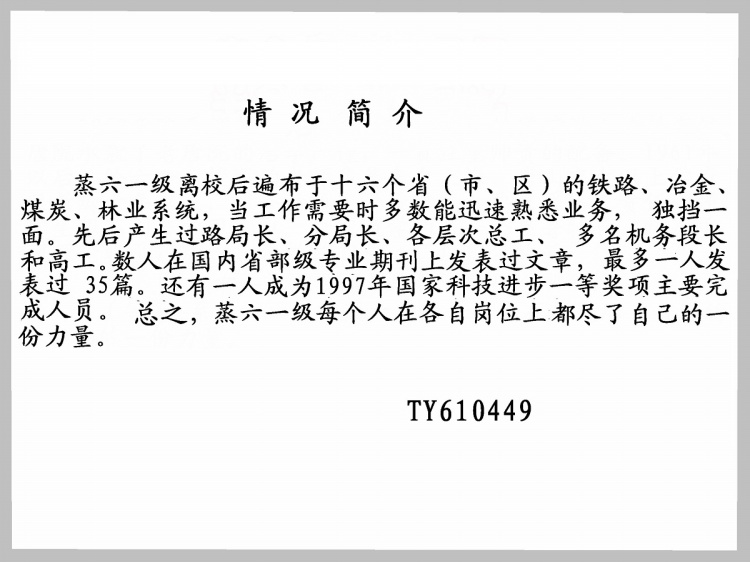 情况 简介
蒸六一级离校后遍布于十六个省（市、区）的铁路、冶金、
煤炭、林业系统，当工作需要时多数能迅速熟悉业务， 独挡一
面。先后产生过路局长、分局长、各层次总工、 多名机务段长
和高工。数人在国内省部级专业期刊上发表过文章，最多一人发
表过 35篇。还有一人成为1997年国家科技进步一等奖项主要完
成人员。 总之，蒸六一级每个人在各自岗位上都尽了自己的一
份力量。
TY610449